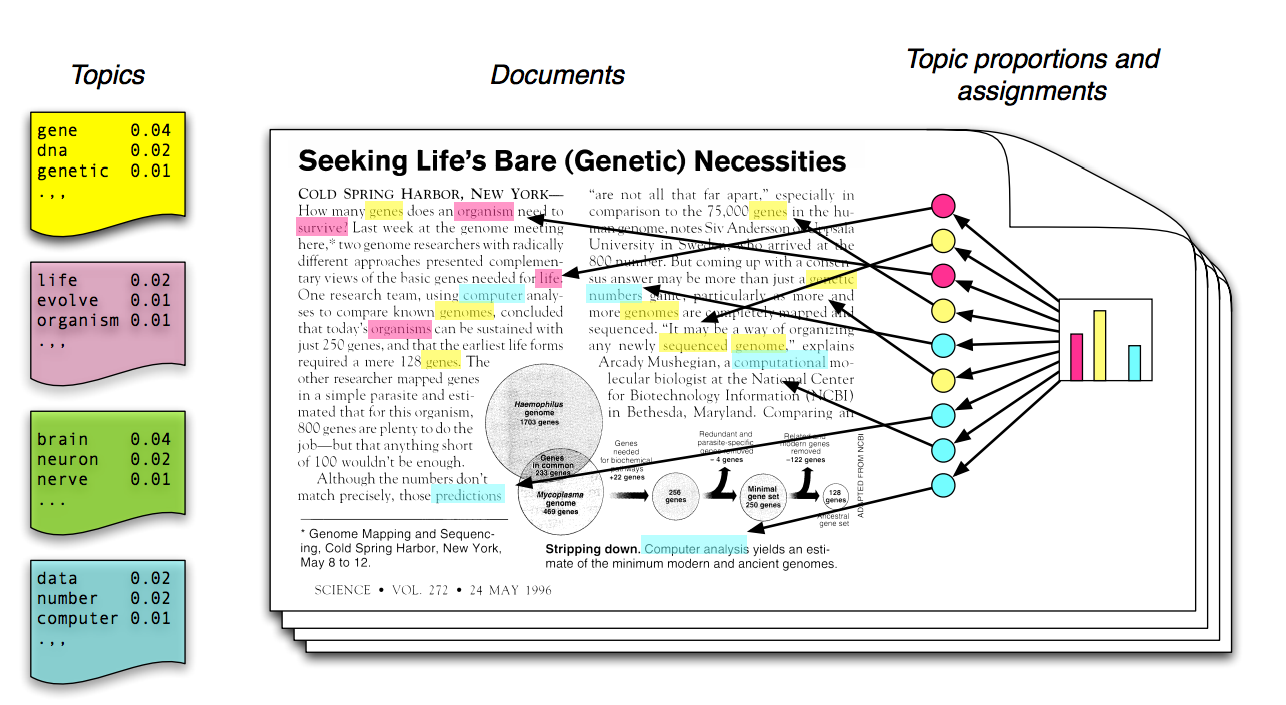 Topics
gene 0.04
dna 0.02
genetic 0.01
.,,
life 0.02
evolve 0.01
organism 0.01
.,,
brain 0.04
neuron 0.02
nerve 0.01
...
data 0.02
number 0.02
computer 0.01
.,,
Documents
Seeking Life's Bare (Genetic) Necessities
COLD SPRING HARBOR, NEW YORK—
How many genes does an organism need to
survive? Last week at the genome meeting
here,* two genome researchers with radically
different approaches presented complemen-
tary views of the basic genes needed for life.
One research team, using computer analy-
ses to compare known genomes, concluded
that today's organisms can be sustained with
just 250 genes, and that the earliest life forms
required a mere 128 genes. The
other researcher mapped genes
in a simple parasite and esti-
mated that for this organism,
800 genes are plenty to do the
job—but that anything short
of 100 wouldn't be enough.
Although the numbers don't
match precisely, those predictions
* Genome Mapping and Sequenc-
ing, Cold Spring Harbor, New York,
May 8 to 12.
"are not all that far apart," especially in
comparison to the 75,000 genes in the hu-
man genome, notes Siv Andersson of Uppsala
University in Sweden, who arrived at the
800 number. But coming up with a consen-
sus answer may be more than just a genetic
numbers game, particularly as more and
more genomes are completely mapped and
sequenced. "It may be a way of organizing
any newly sequenced genome," explains
Arcady Mushegian, a computational mo-
lecular biologist at the National Center
for Biotechnology Information (NCBI)
in Bethesda, Maryland. Comparing an
Haemophilus
genome
1703 genes
Genes
in common
233 genes
Mycoplasma
genome
469 genes
Genes
needed
for biochemical
pathways
+22 genes
256
genes
Redundant and
parasite-specific
genes removed
– 4 genes
Minimal
gene set
250 genes
Related and
modern genes
removed
–122 genes
128
genes
Ancestral
gene set
ADAPTED FROM NCBI
Stripping down. Computer analysis yields an esti-
mate of the minimum modern and ancient genomes.
SCIENCE • VOL. 272 • 24 MAY 1996
Topic proportions and
assignments